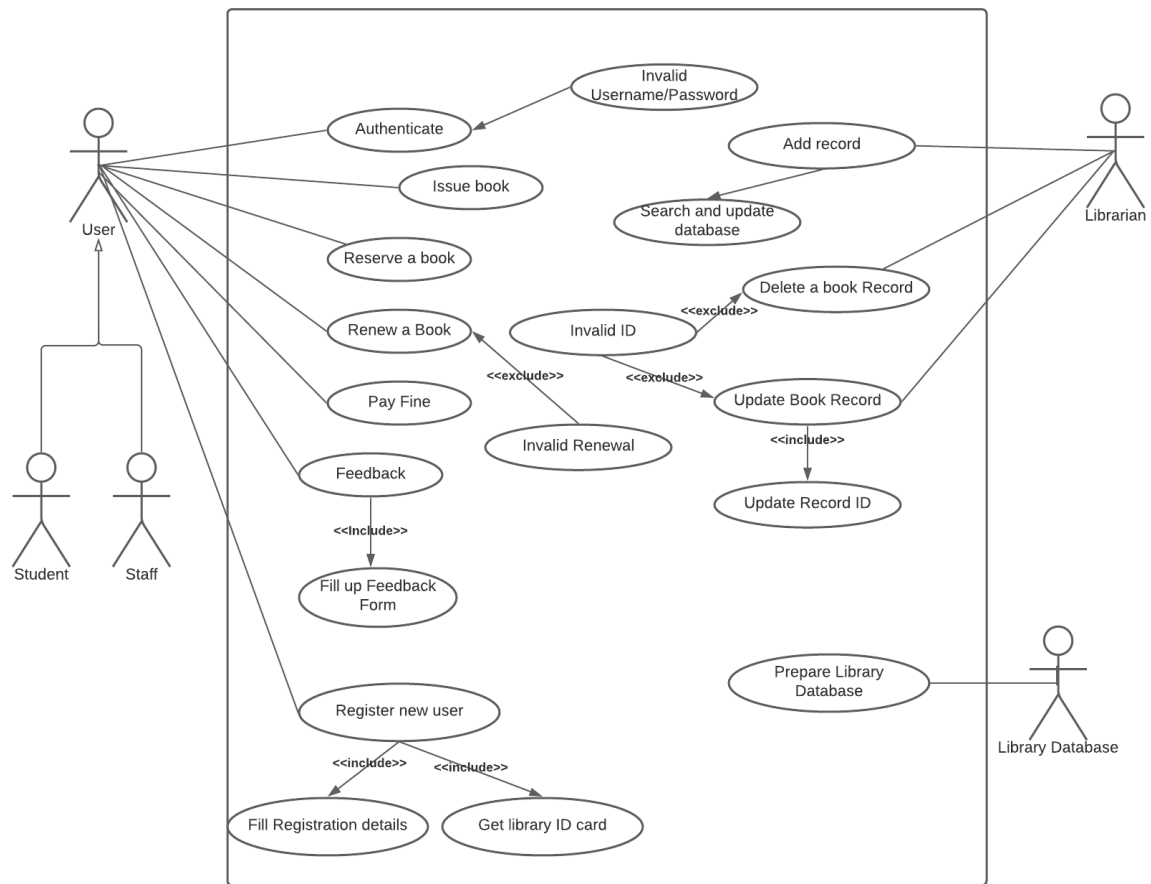 Invalid
Username/Password
Authenticate
Add record
Issue book
Search and update
database
User
Librarian
Reserve a book
Delete a book Record
<<exclude>>
Renew a Book
Invalid ID
<<exclude>>
<<exclude>>
Pay Fine
Update Book Record
Invalid Renewal
<<include>>
Feedback
Update Record ID
<<Include>>
Student
Staff
Fill up Feedback
Form
Prepare Library
Database
Register new user
Library Database
<<include>>
<<include>>
Fill Registration details
Get library ID card